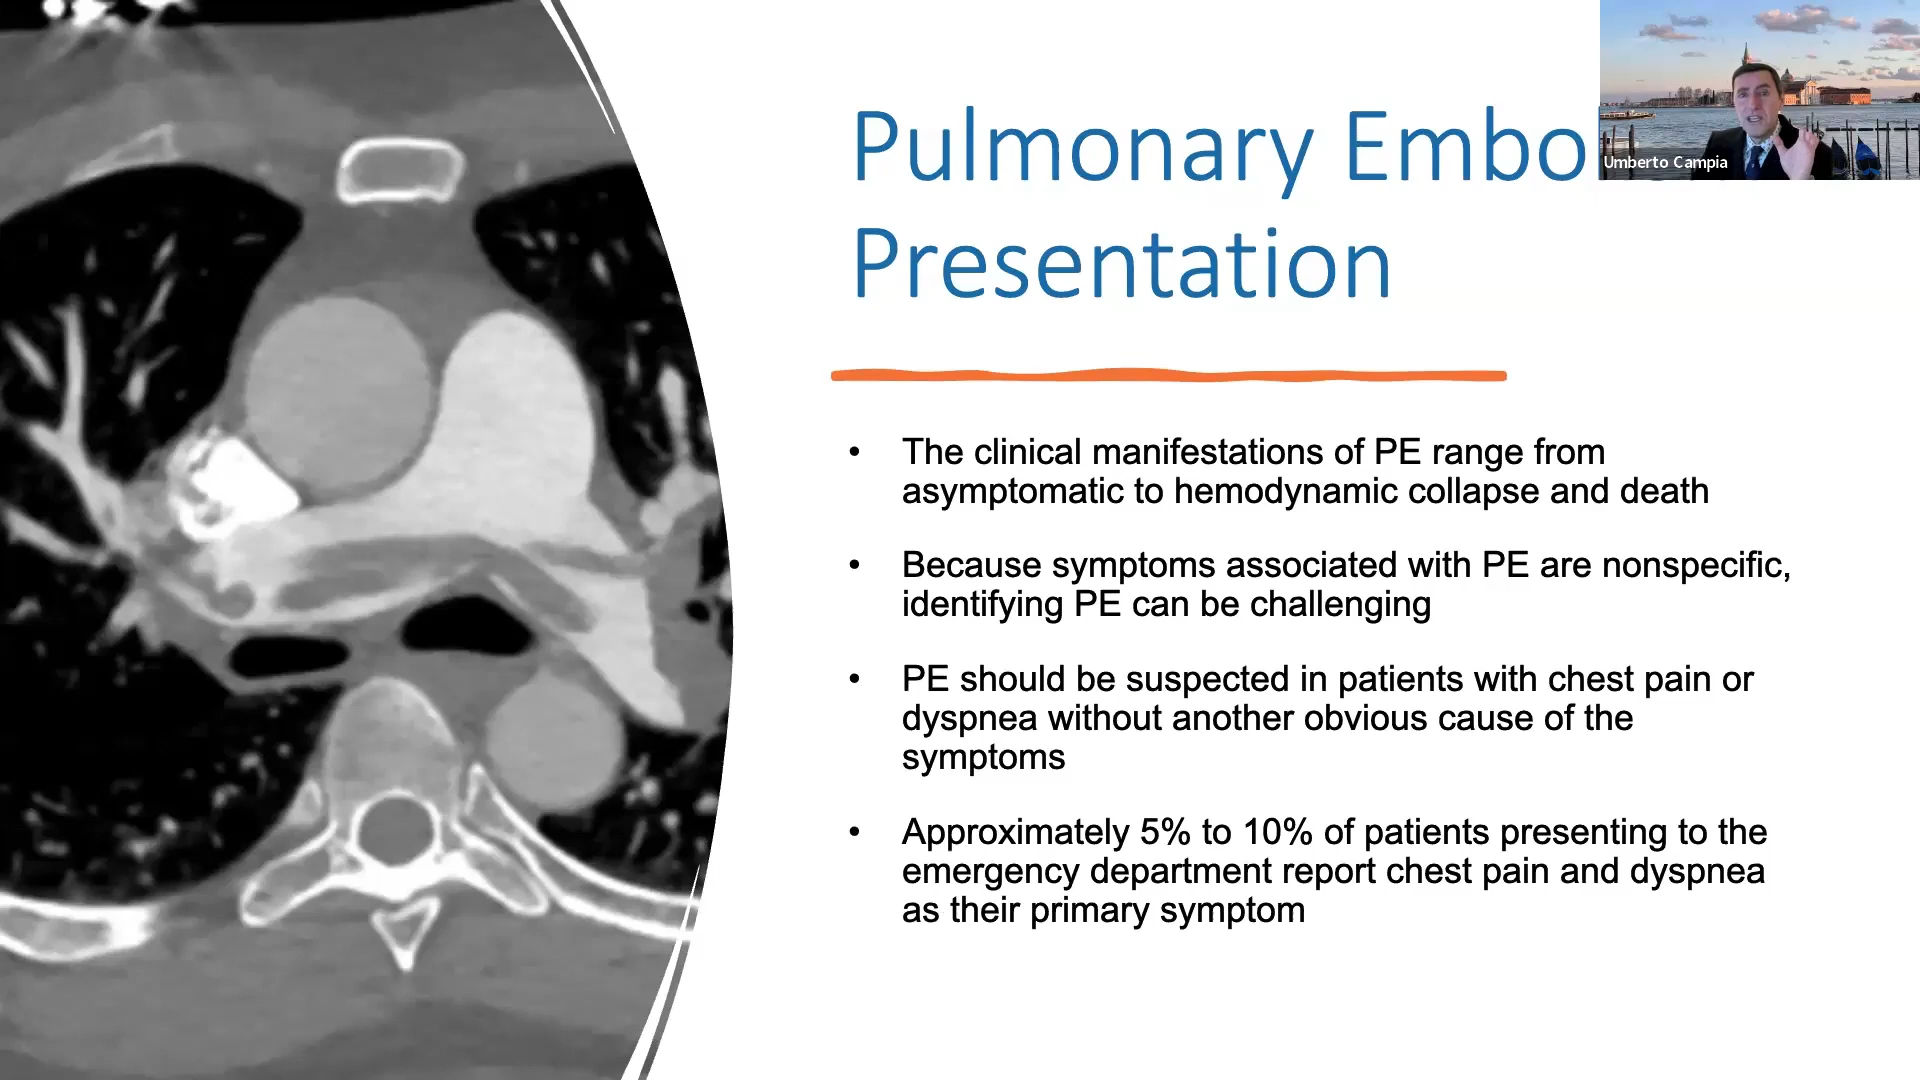 Pulmonary Embo
Presentation
Umberto Campia
• The clinical manifestations of PE range from
asymptomatic to hemodynamic collapse and death
• Because symptoms associated with PE are nonspecific,
identifying PE can be challenging
• PE should be suspected in patients with chest pain or
dyspnea without another obvious cause of the
symptoms
• Approximately 5% to 10% of patients presenting to the
emergency department report chest pain and dyspnea
as their primary symptom